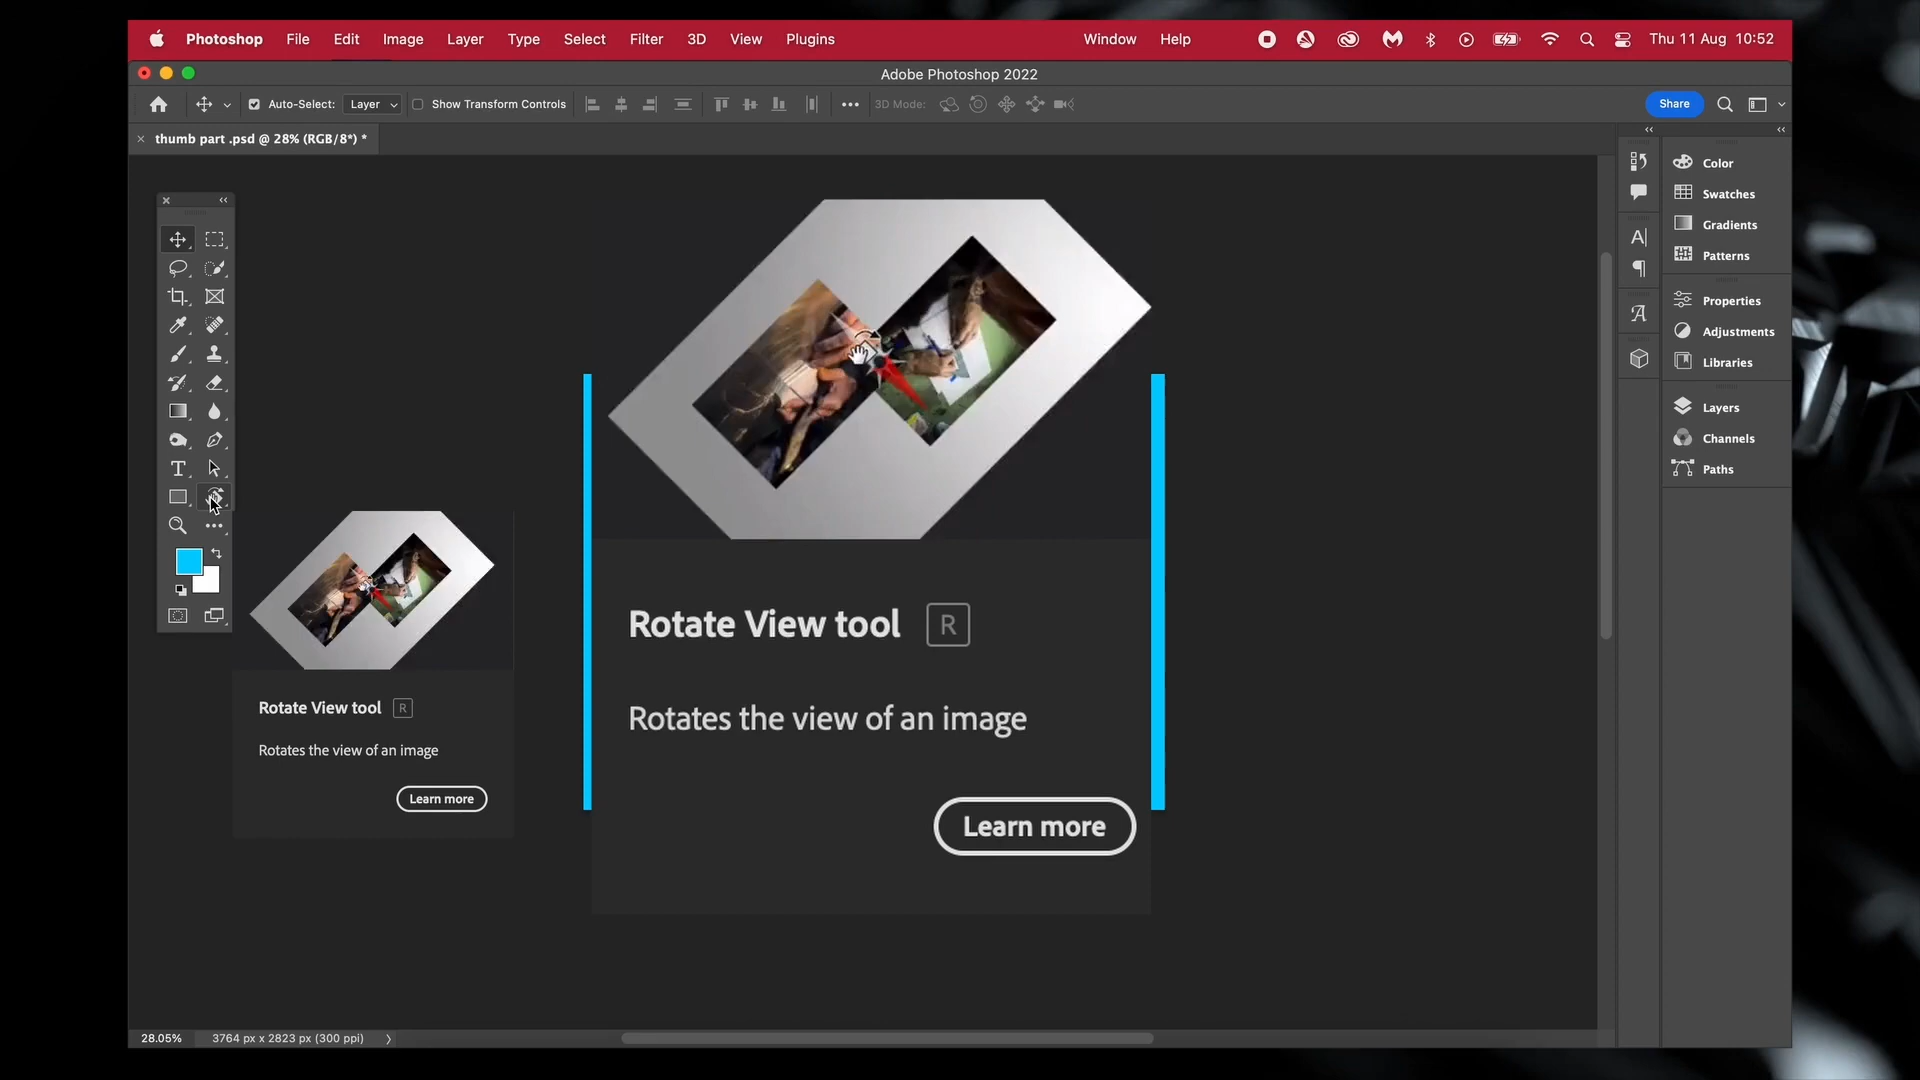 Photoshop File Edit Image Layer Type Select Filter 3D View Plugins Window Help Thu 11 Aug 10:52
Adobe Photoshop 2022
Auto-Select: Layer Show Transform Controls 3D Mode: Share
thumb part .psd @ 28% (RGB/8*) *
Color
Swatches
Gradients
Patterns
Properties
Adjustments
Libraries
Layers
Channels
Paths
Rotate View tool R
Rotates the view of an image
Learn more
Rotate View tool R
Rotates the view of an image
Learn more
28.05% 3764 px x 2823 px (300 ppi)